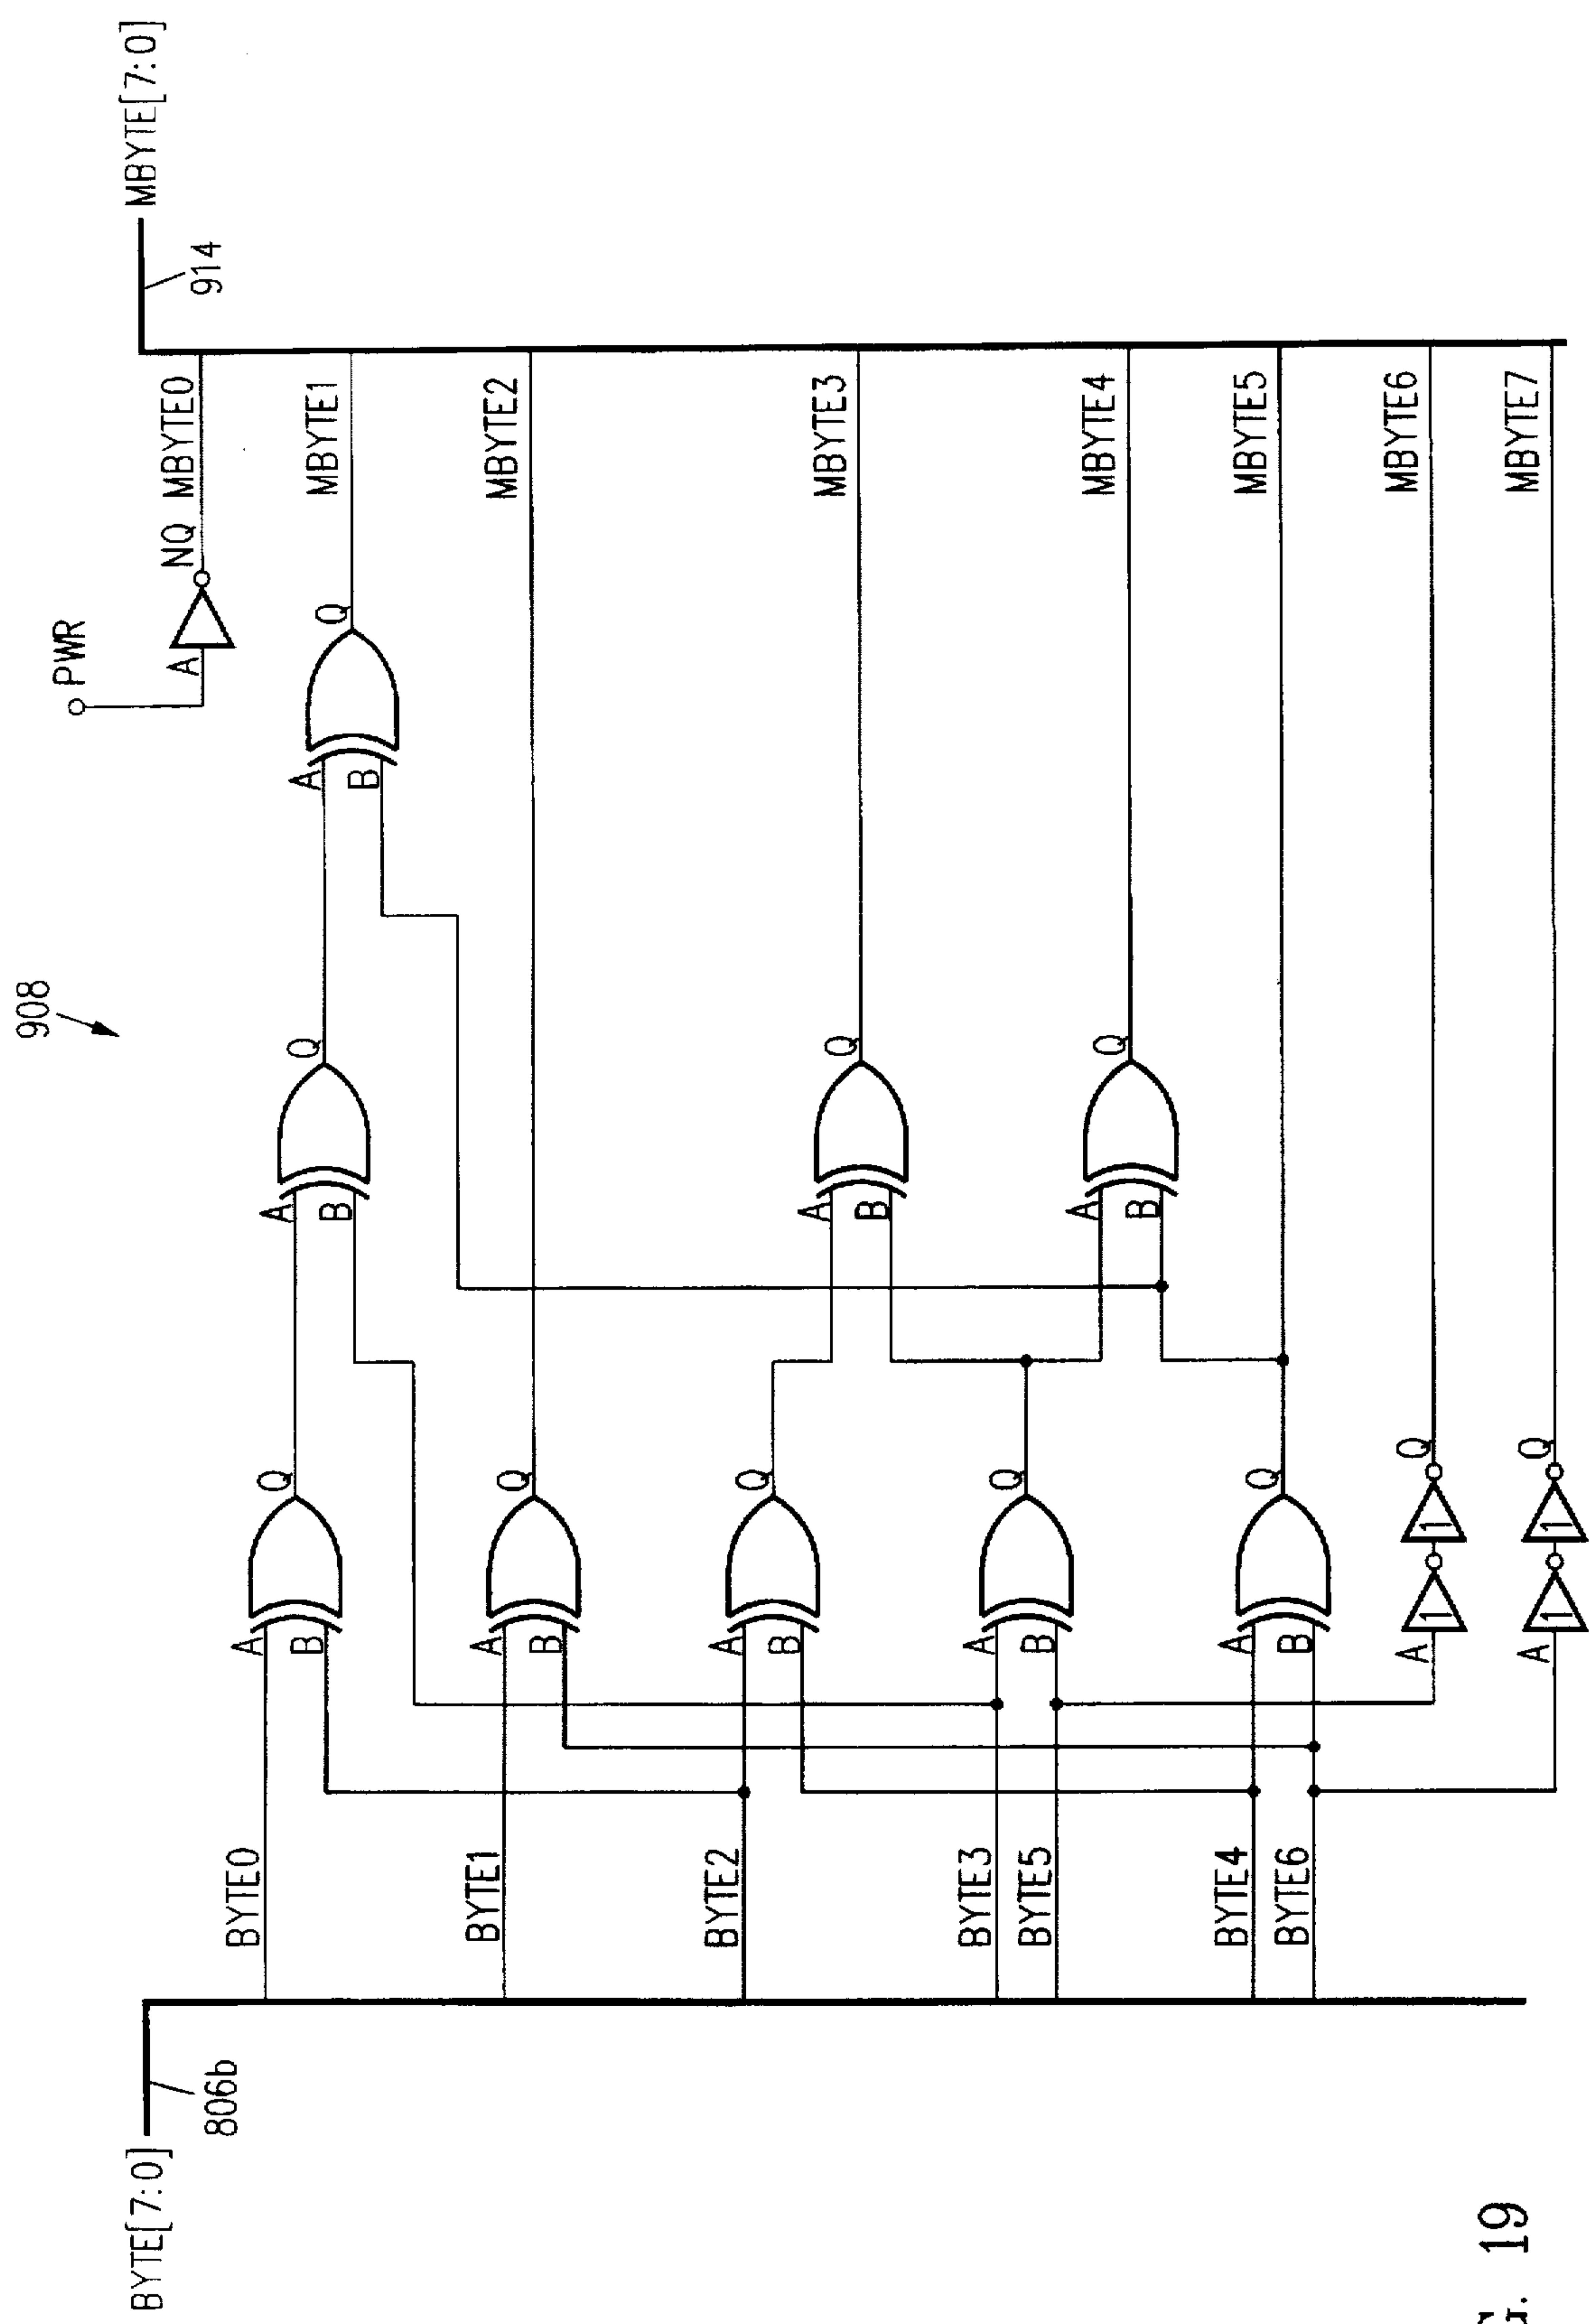 908
BYTE[7:0]
806b
MBYTE[7:0]
914
PWR
A
NQ MBYTE0
BYTE0
A
B
Q
A
B
Q
A
B
Q
MBYTE1
BYTE1
A
B
Q
MBYTE2
BYTE2
A
B
Q
A
B
Q
MBYTE3
BYTE3
BYTE5
A
B
Q
A
B
Q
MBYTE4
BYTE4
BYTE6
A
B
Q
MBYTE5
A
1
1
Q
MBYTE6
A
1
1
Q
MBYTE7
19